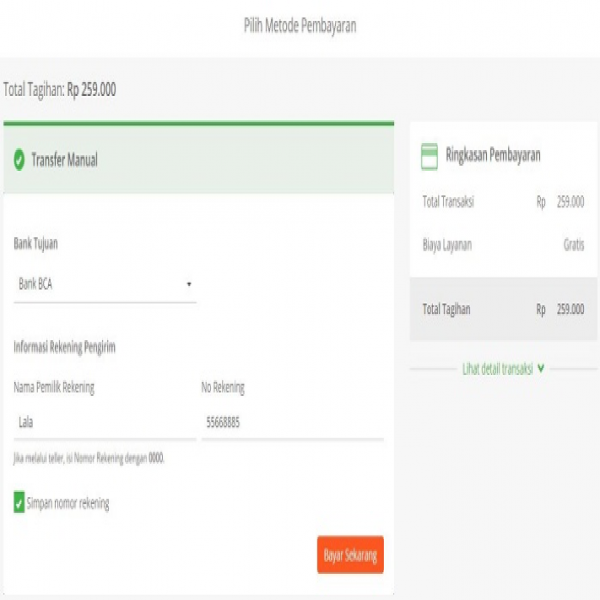 Pilih Metode Pembayaran
Total Tagihan: Rp 259.000
Transfer Manual
Bank Tujuan
Bank BCA
Informasi Rekening Pengirim
Nama Pemilik Rekening No Rekening
Lala 55668885
Jika melalui teller, isi Nomor Rekening dengan 0000.
Simpan nomor rekening
Bayar Sekarang
Ringkasan Pembayaran
Total Transaksi Rp 259.000
Biaya Layanan Gratis
Total Tagihan Rp 259.000
Lihat detail transaksi